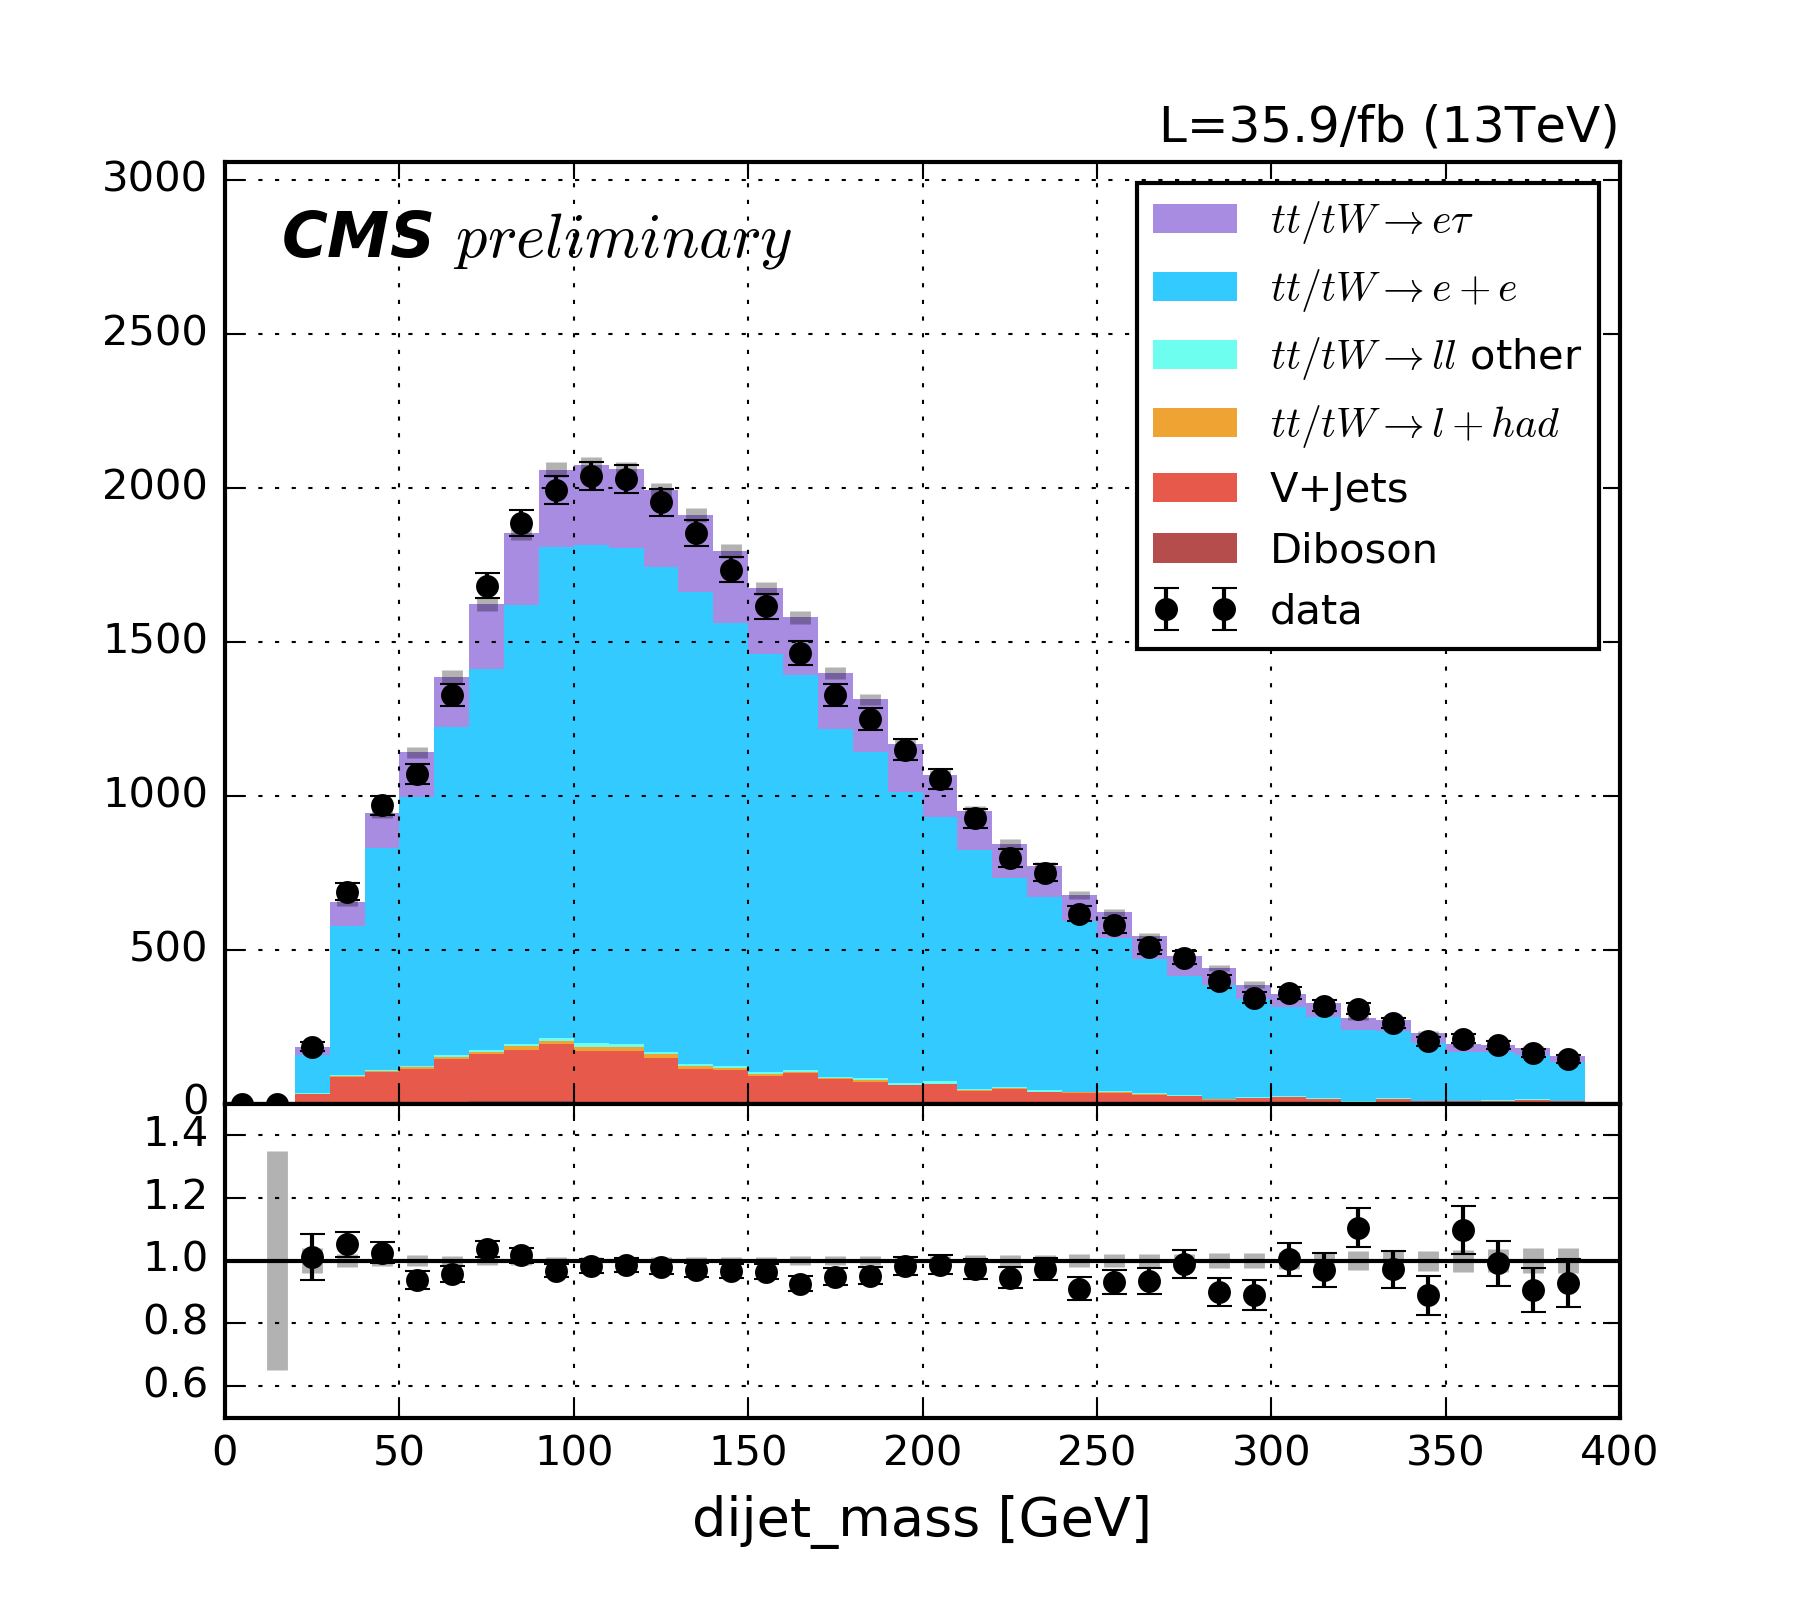 L=35.9/fb (13TeV)
CMS preliminary
3000
2500
2000
1500
1000
500
0
tt/tW → eτ
tt/tW → e + e
tt/tW → ll other
tt/tW → l + had
V+Jets
Diboson
data
1.4
1.2
1.0
0.8
0.6
0 50 100 150 200 250 300 350 400
dijet_mass [GeV]